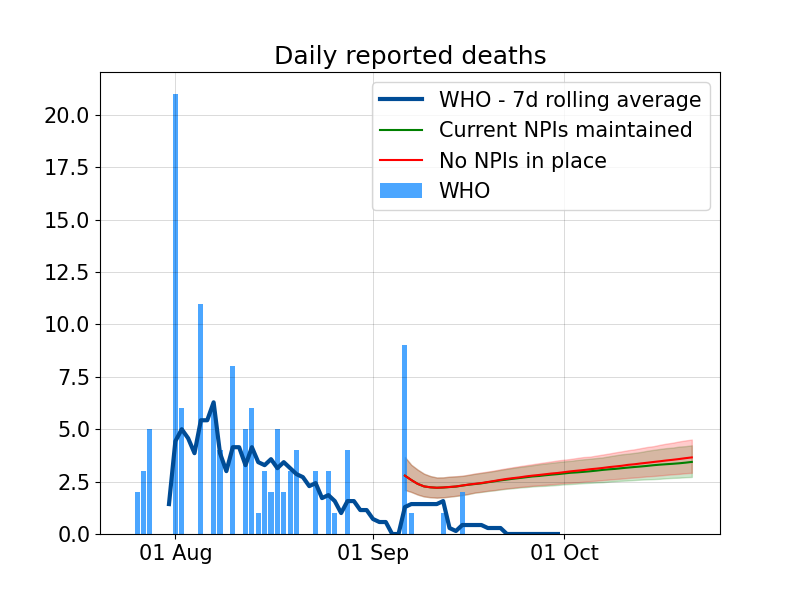 Daily reported deaths
WHO - 7d rolling average
Current NPIs maintained
No NPIs in place
WHO
20.0
17.5
15.0
12.5
10.0
7.5
5.0
2.5
0.0
01 Aug 01 Sep 01 Oct